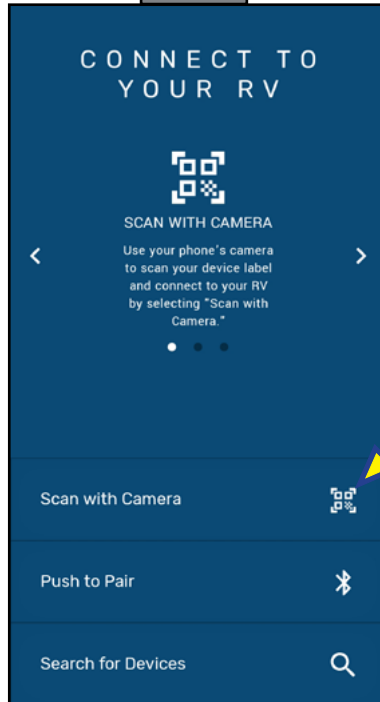 CONNECT TO
YOUR RV
SCAN WITH CAMERA
Use your phone's camera
to scan your device label
and connect to your RV
by selecting "Scan with
Camera."
Scan with Camera
Push to Pair
Search for Devices